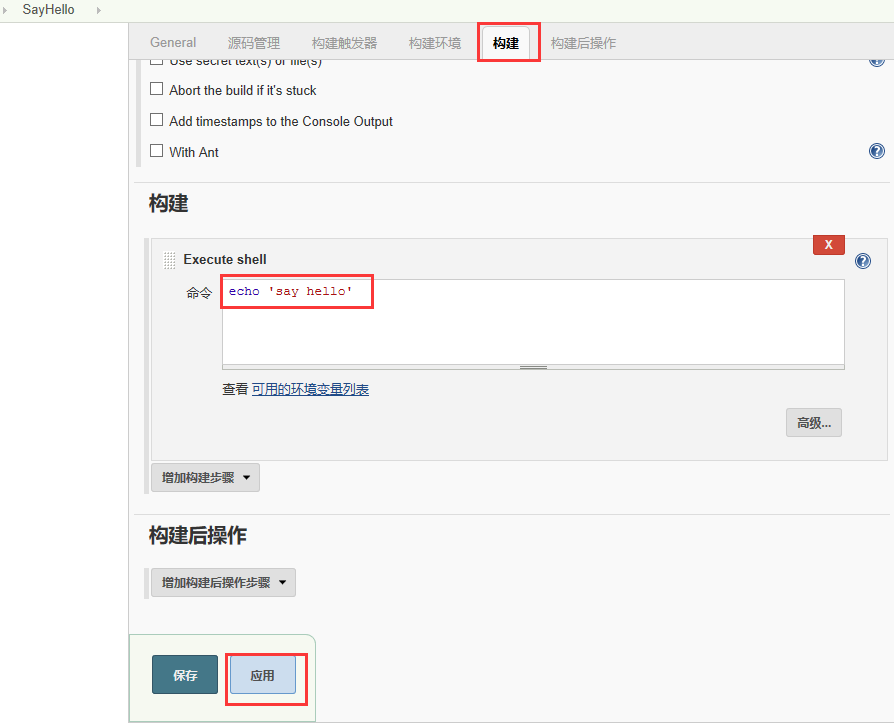 SayHello
General 源码管理 构建触发器 构建环境 构建 构建后操作
Use secret text(s) or file(s)
Abort the build if it's stuck
Add timestamps to the Console Output
With Ant
构建
X
Execute shell
命令 echo 'say hello'
查看 可用的环境变量列表
高级...
增加构建步骤
构建后操作
增加构建后操作步骤
保存 应用